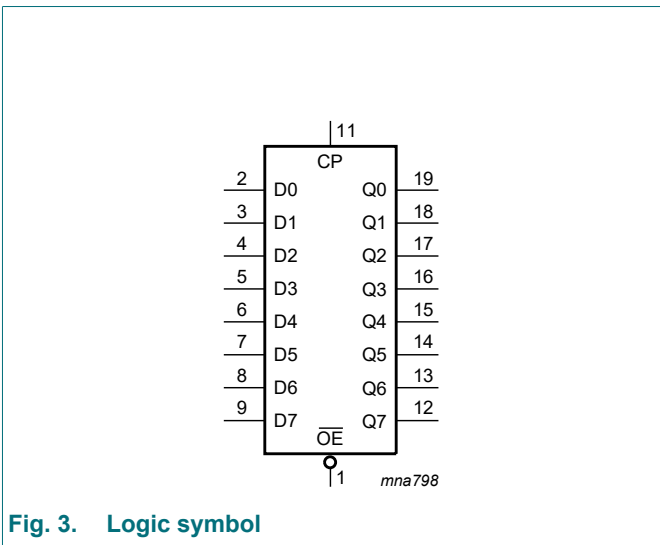 11
CP
2 D0 Q0 19
3 D1 Q1 18
4 D2 Q2 17
5 D3 Q3 16
6 D4 Q4 15
7 D5 Q5 14
8 D6 Q6 13
9 D7 Q7 12
O̅E̅
1 mna798
Fig. 3. Logic symbol